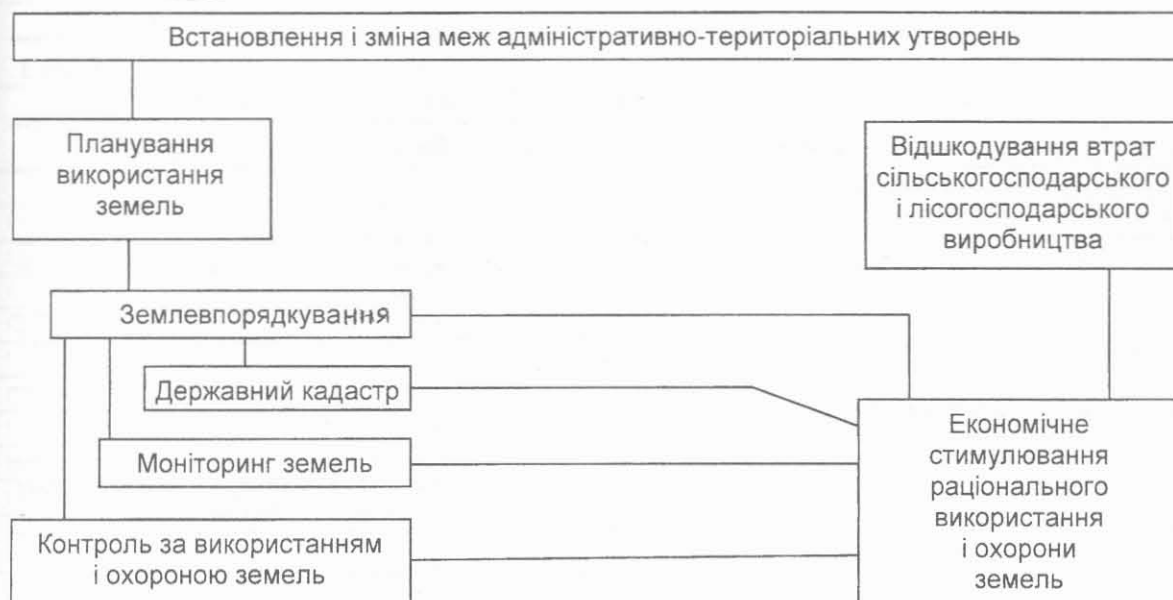 Встановлення і зміна меж адміністративно-територіальних утворень
Планування
використання
земель
Відшкодування втрат
сільськогосподарського
і лісогосподарського
виробництва
Землевпорядкування
Державний кадастр
Моніторинг земель
Контроль за використанням
і охороною земель
Економічне
стимулювання
раціонального
використання
і охорони
земель